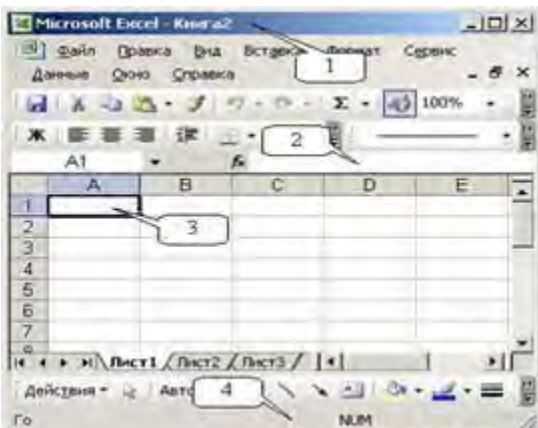 Microsoft Excel - Книга2
Файл Правка Вид Вставка Формат Сервис
1
Данные Окно Справка
Σ 100%
Ж
2
A1 fx
A B C D E
1
2
3
3
4
5
6
7
Лист1 Лист2 Лист3
Действия Авто
4
Го NUM